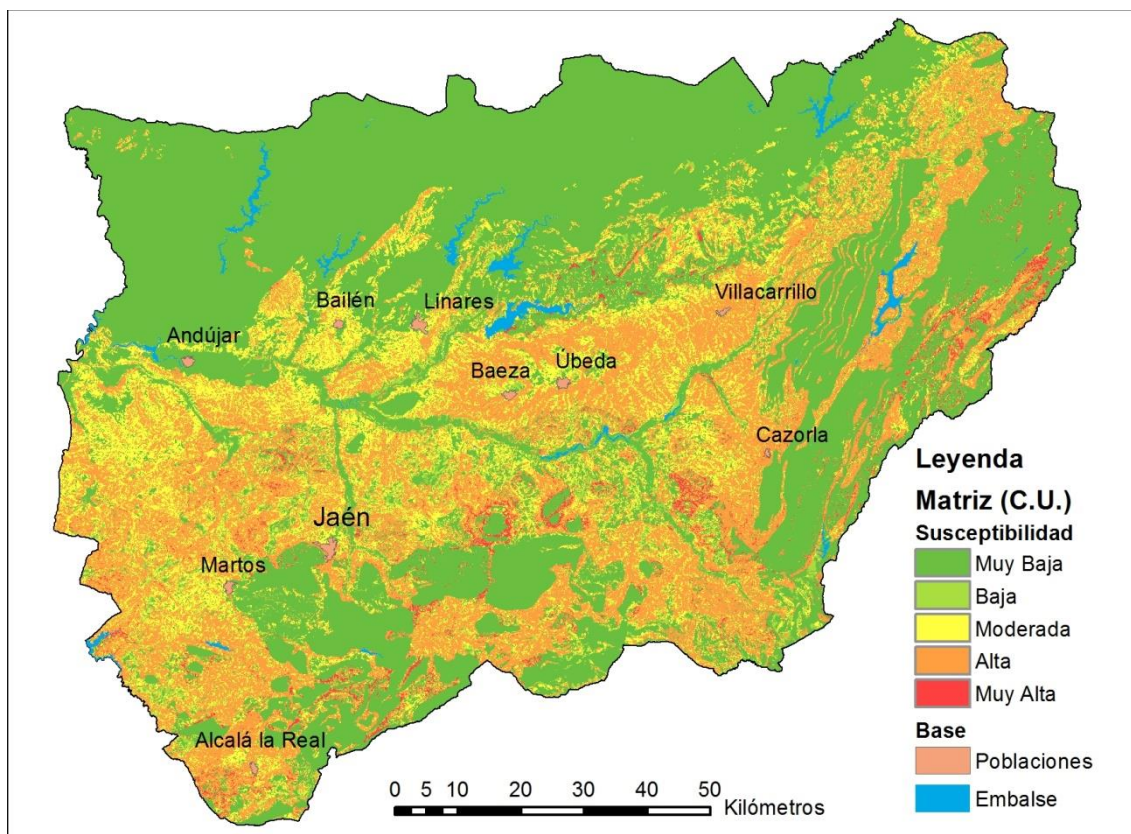 Villacarrillo
Bailén
Linares
Andújar
Úbeda
Baeza
Cazorla
Jaén
Martos
Alcalá la Real
Leyenda
Matriz (C.U.)
Susceptibilidad
Muy Baja
Baja
Moderada
Alta
Muy Alta
Base
Poblaciones
Embalse
0 5 10 20 30 40 50
Kilómetros